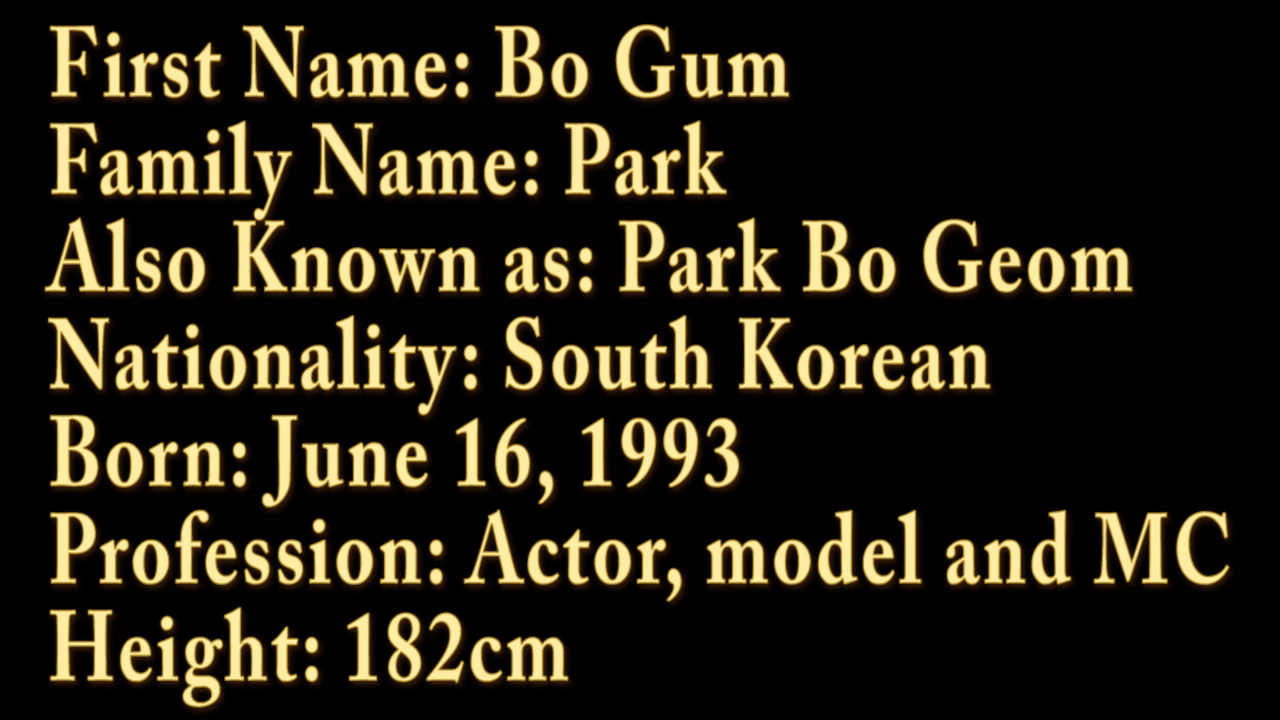 First Name: Bo Gum
Family Name: Park
Also Known as: Park Bo Geom
Nationality: South Korean
Born: June 16, 1993
Profession: Actor, model and MC
Height: 182cm